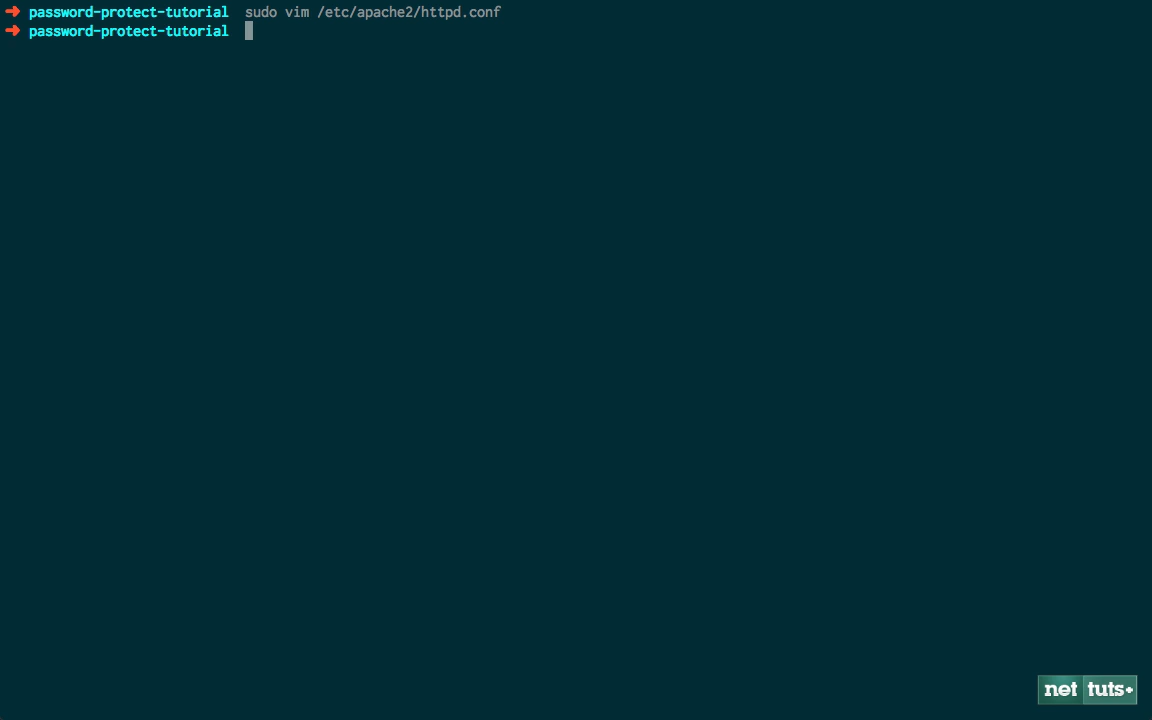 ➜ password-protect-tutorial sudo vim /etc/apache2/httpd.conf
➜ password-protect-tutorial
net tuts+